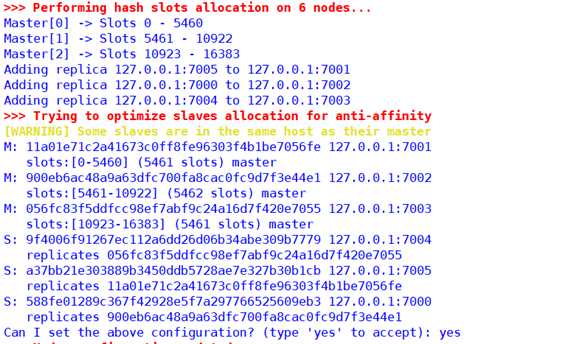 >>> Performing hash slots allocation on 6 nodes...
Master[0] -> Slots 0 - 5460
Master[1] -> Slots 5461 - 10922
Master[2] -> Slots 10923 - 16383
Adding replica 127.0.0.1:7005 to 127.0.0.1:7001
Adding replica 127.0.0.1:7000 to 127.0.0.1:7002
Adding replica 127.0.0.1:7004 to 127.0.0.1:7003
>>> Trying to optimize slaves allocation for anti-affinity
[WARNING] Some slaves are in the same host as their master
M: 11a01e71c2a41673c0ff8fe96303f4b1be7056fe 127.0.0.1:7001
slots:[0-5460] (5461 slots) master
M: 900eb6ac48a9a63dfc700fa8cac0fc9d7f3e44e1 127.0.0.1:7002
slots:[5461-10922] (5462 slots) master
M: 056fc83f5ddfcc98ef7abf9c24a16d7f420e7055 127.0.0.1:7003
slots:[10923-16383] (5461 slots) master
S: 9f4006f91267ec112a6dd26d06b34abe309b7779 127.0.0.1:7004
replicates 056fc83f5ddfcc98ef7abf9c24a16d7f420e7055
S: a37bb21e303889b3450ddb5728ae7e327b30b1cb 127.0.0.1:7005
replicates 11a01e71c2a41673c0ff8fe96303f4b1be7056fe
S: 588fe01289c367f42928e5f7a297766525609eb3 127.0.0.1:7000
replicates 900eb6ac48a9a63dfc700fa8cac0fc9d7f3e44e1
Can I set the above configuration? (type 'yes' to accept): yes